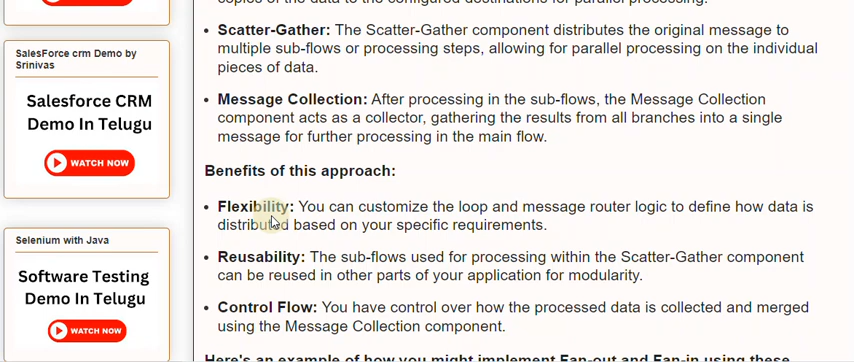 SalesForce crm Demo by
Srinivas
Salesforce CRM
Demo In Telugu
WATCH NOW
Selenium with Java
Software Testing
Demo In Telugu
WATCH NOW
copies of the data to the configured destinations for parallel processing.
• Scatter-Gather: The Scatter-Gather component distributes the original message to
multiple sub-flows or processing steps, allowing for parallel processing on the individual
pieces of data.
• Message Collection: After processing in the sub-flows, the Message Collection
component acts as a collector, gathering the results from all branches into a single
message for further processing in the main flow.
Benefits of this approach:
• Flexibility: You can customize the loop and message router logic to define how data is
distributed based on your specific requirements.
• Reusability: The sub-flows used for processing within the Scatter-Gather component
can be reused in other parts of your application for modularity.
• Control Flow: You have control over how the processed data is collected and merged
using the Message Collection component.
Here's an example of how you might implement Fan-out and Fan-in using these